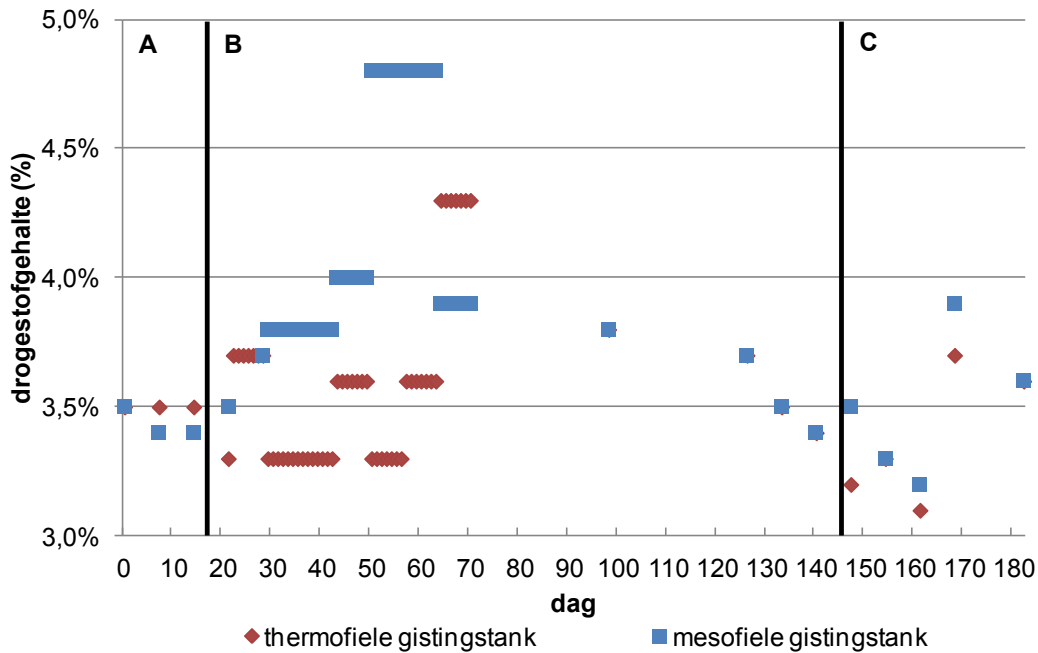 5,0%
A
B
C
4,5%
4,0%
3,5%
3,0%
drogestofgehalte (%)
0 10 20 30 40 50 60 70 80 90 100 110 120 130 140 150 160 170 180
dag
thermofiele gistingstank
mesofiele gistingstank